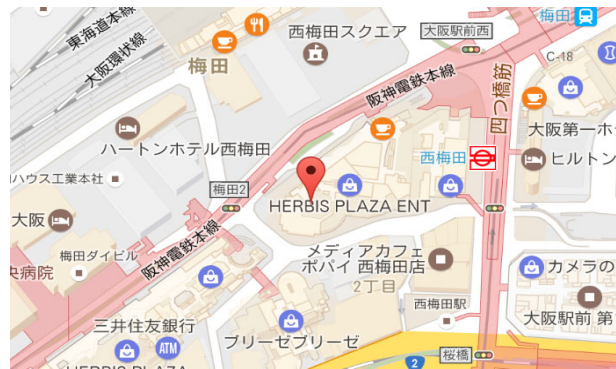 梅田
西梅田スクエア
大阪駅前西
東海道本線
大阪環状線
梅田
阪神電鉄本線
C-18
四つ橋筋
大阪第一ホ
ハートンホテル西梅田
西梅田
ヒルトン
ハウス工業本社
梅田2
HERBIS PLAZA ENT
大阪
阪神電鉄本線
梅田ダイビル
央病院
メディアカフェ
ポパイ 西梅田店
カメラの
2丁目
西梅田駅
三井住友銀行
ATM
ブリーゼブリーゼ
大阪駅前 第
HERBIS PLAZA
2
桜橋